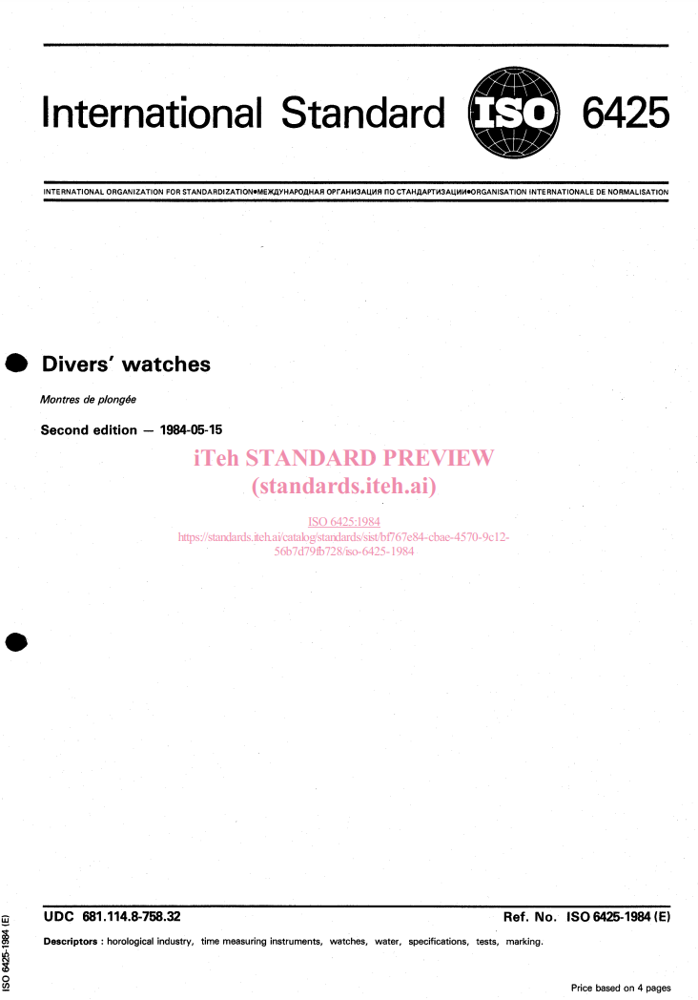 International Standard ISO 6425
INTERNATIONAL ORGANIZATION FOR STANDARDIZATION●МЕЖДУНАРОДНАЯ ОРГАНИЗАЦИЯ ПО СТАНДАРТИЗАЦИИ●ORGANISATION INTERNATIONALE DE NORMALISATION
Divers’ watches
Montres de plongée
Second edition — 1984-05-15
iTeh STANDARD PREVIEW
(standards.iteh.ai)
ISO 6425:1984
https://standards.iteh.ai/catalog/standards/sist/bf767e84-cbae-4570-9c12-
56b7d79fb728/iso-6425-1984
UDC 681.114.8-758.32
Ref. No. ISO 6425-1984 (E)
Descriptors : horological industry, time measuring instruments, watches, water, specifications, tests, marking.
Price based on 4 pages
ISO 6425-1984 (E)